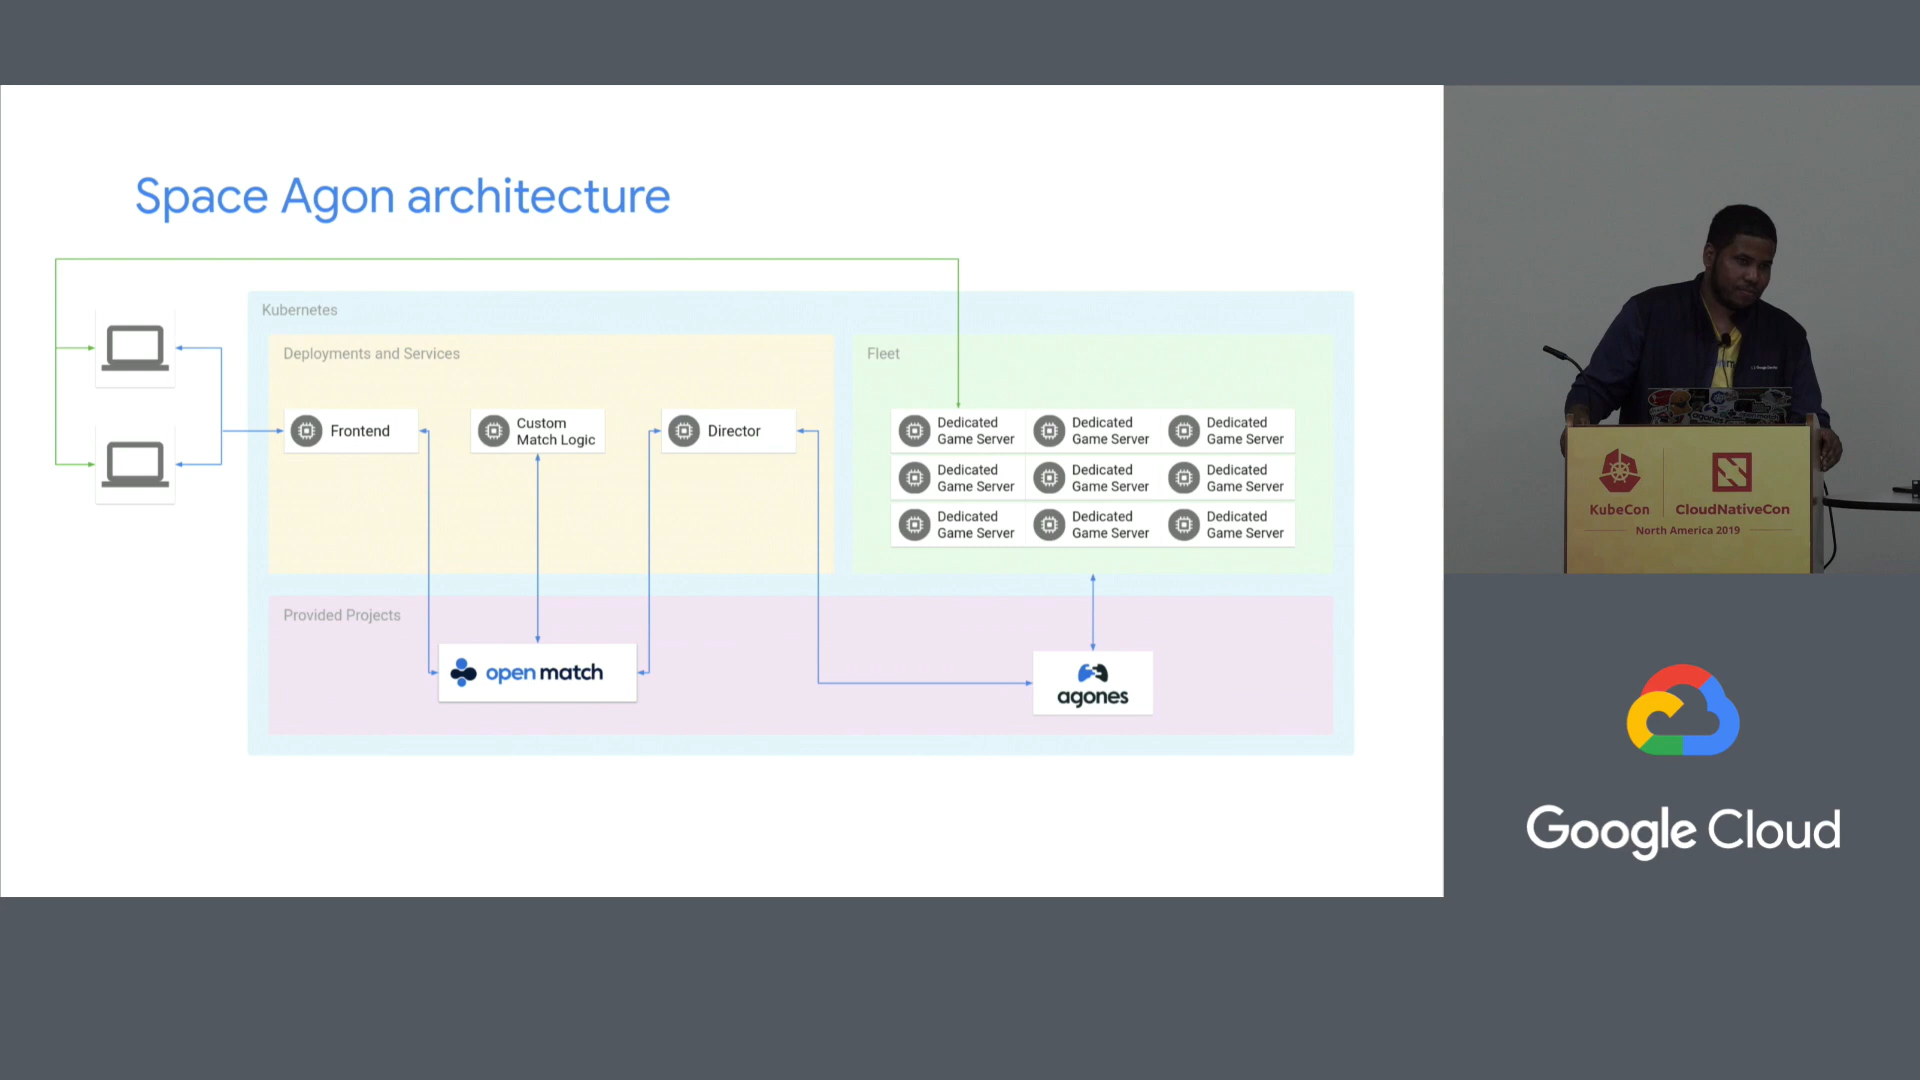 Space Agon architecture
Kubernetes
Deployments and Services
Fleet
Frontend
Custom
Match Logic
Director
Dedicated
Game Server
Dedicated
Game Server
Dedicated
Game Server
Dedicated
Game Server
Dedicated
Game Server
Dedicated
Game Server
Dedicated
Game Server
Dedicated
Game Server
Dedicated
Game Server
Provided Projects
open match
agones
KubeCon
CloudNativeCon
North America 2019
Google Cloud